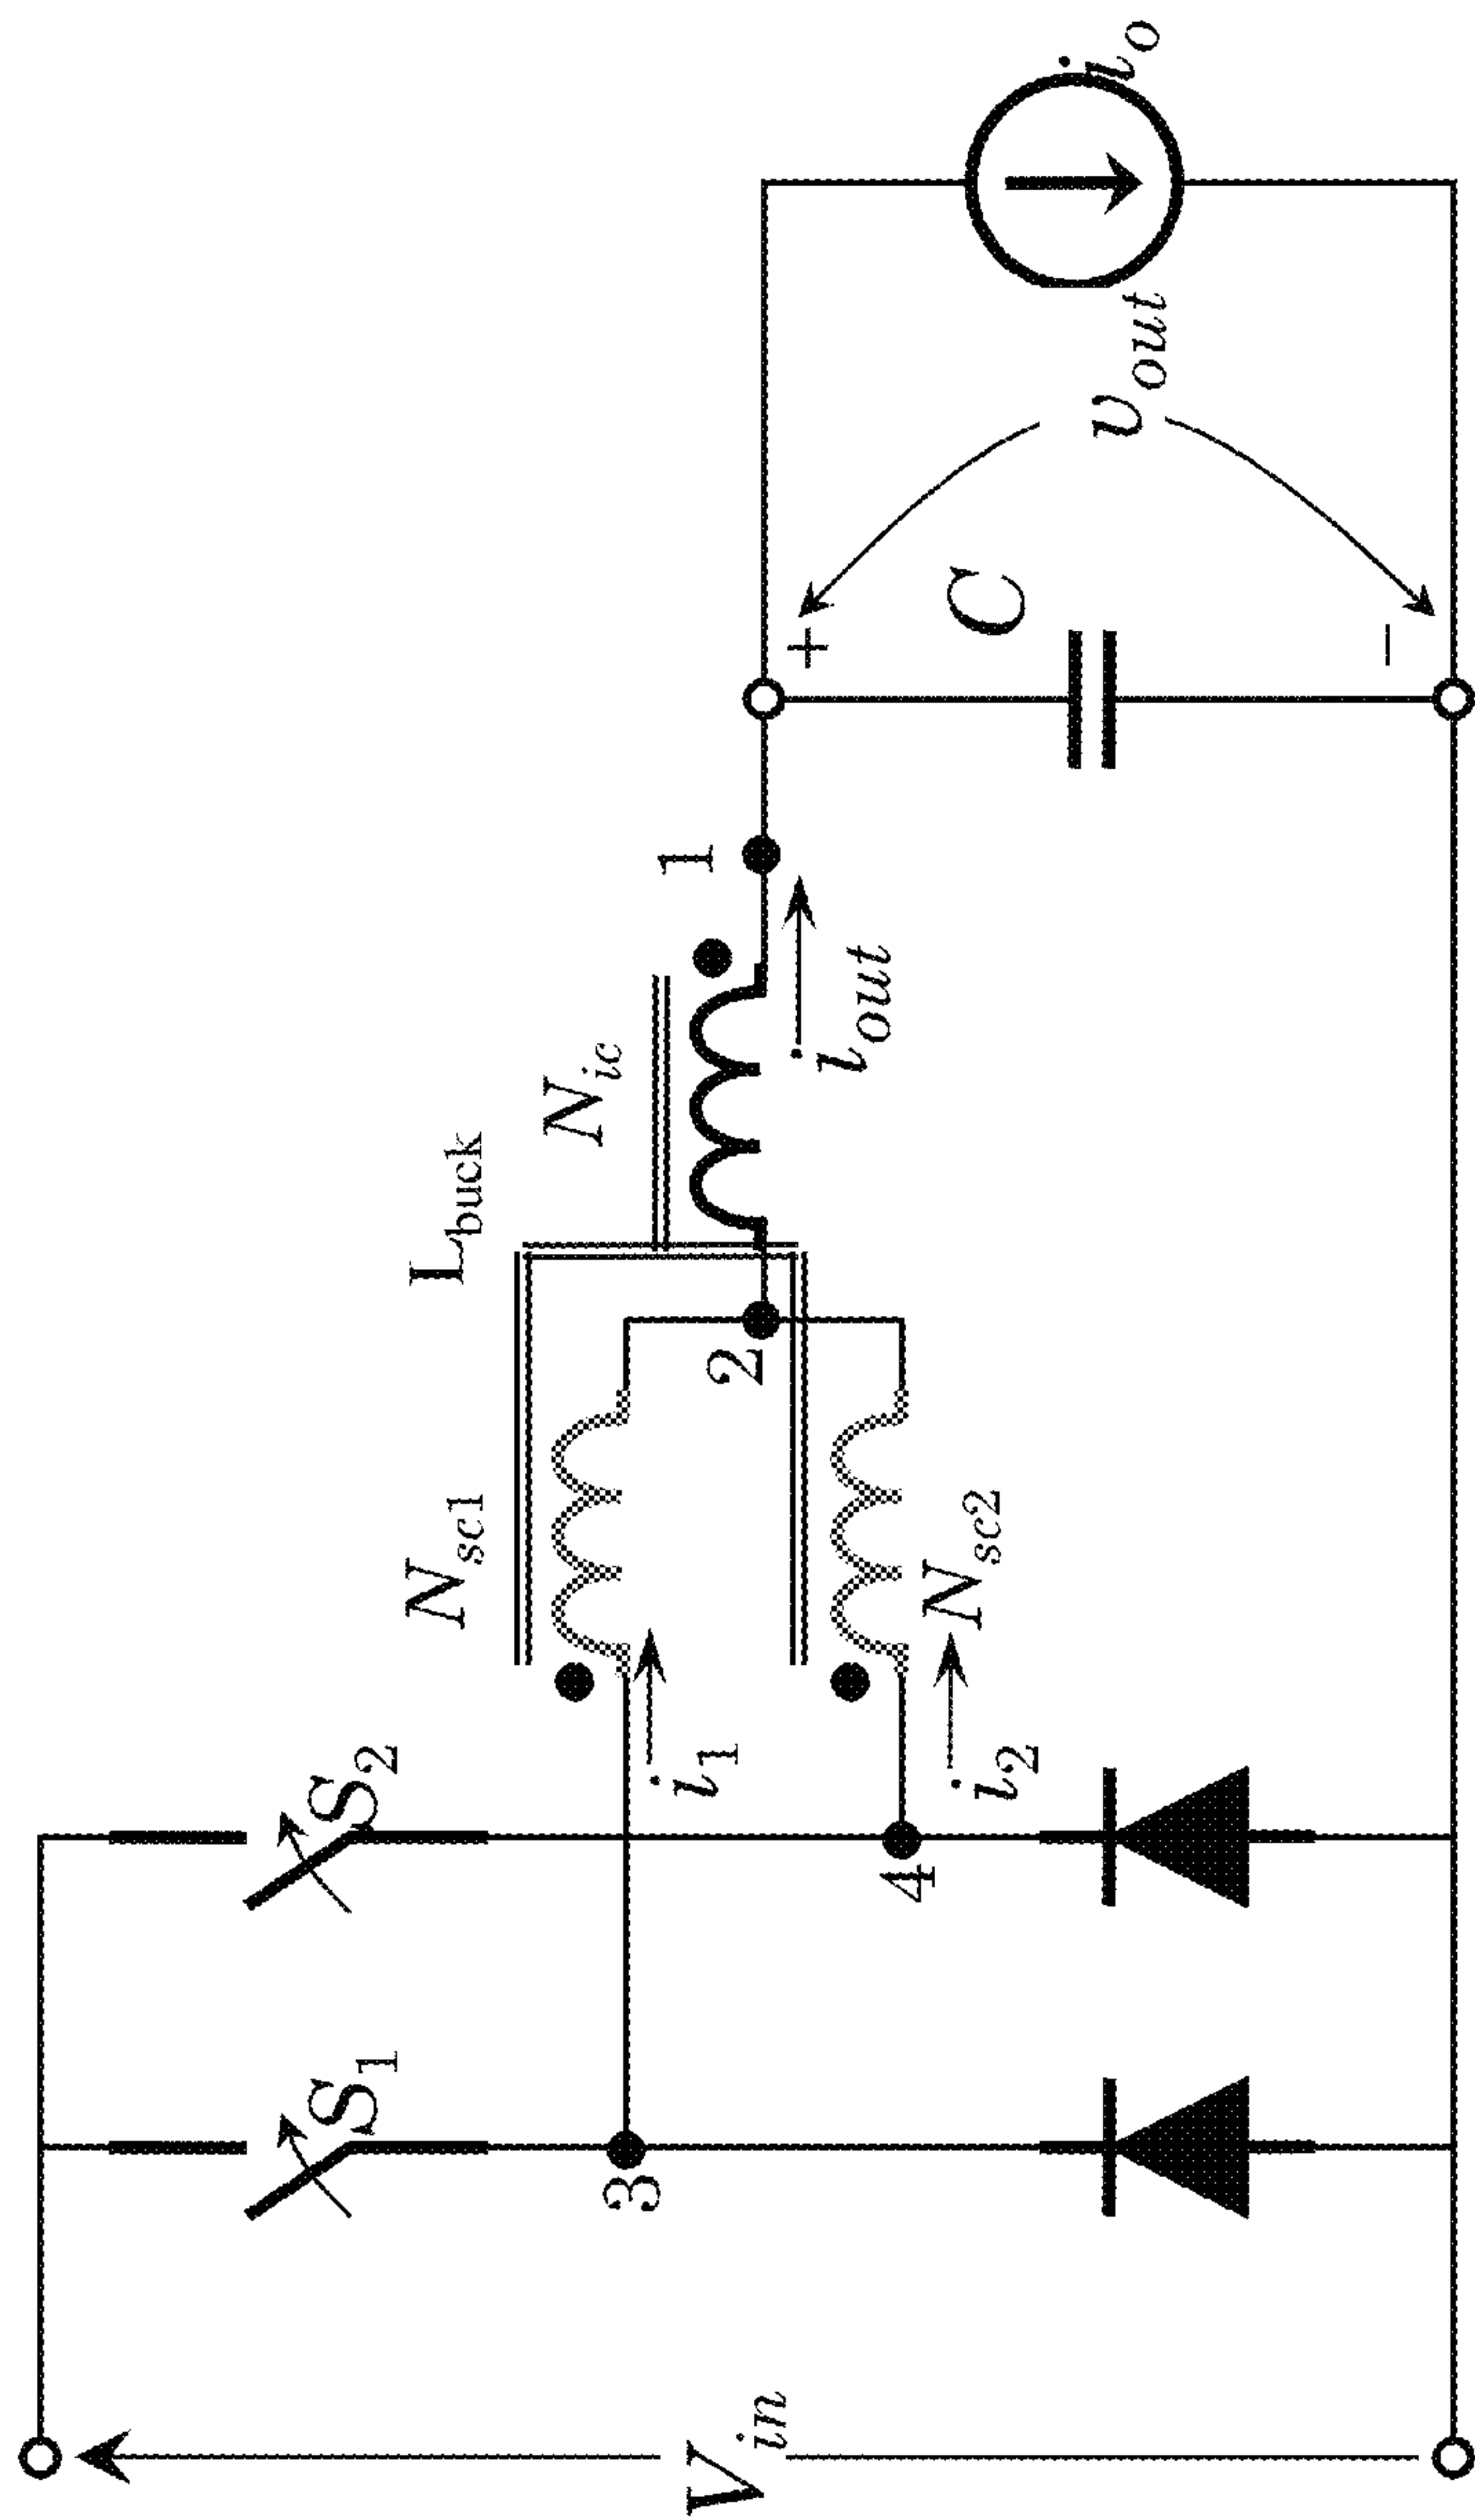 V_in
S_1
S_2
3
4
i_1
i_2
N_sc1
N_sc2
2
L_buck
N_ic
i_out
1
+
C
−
v_out
i_o